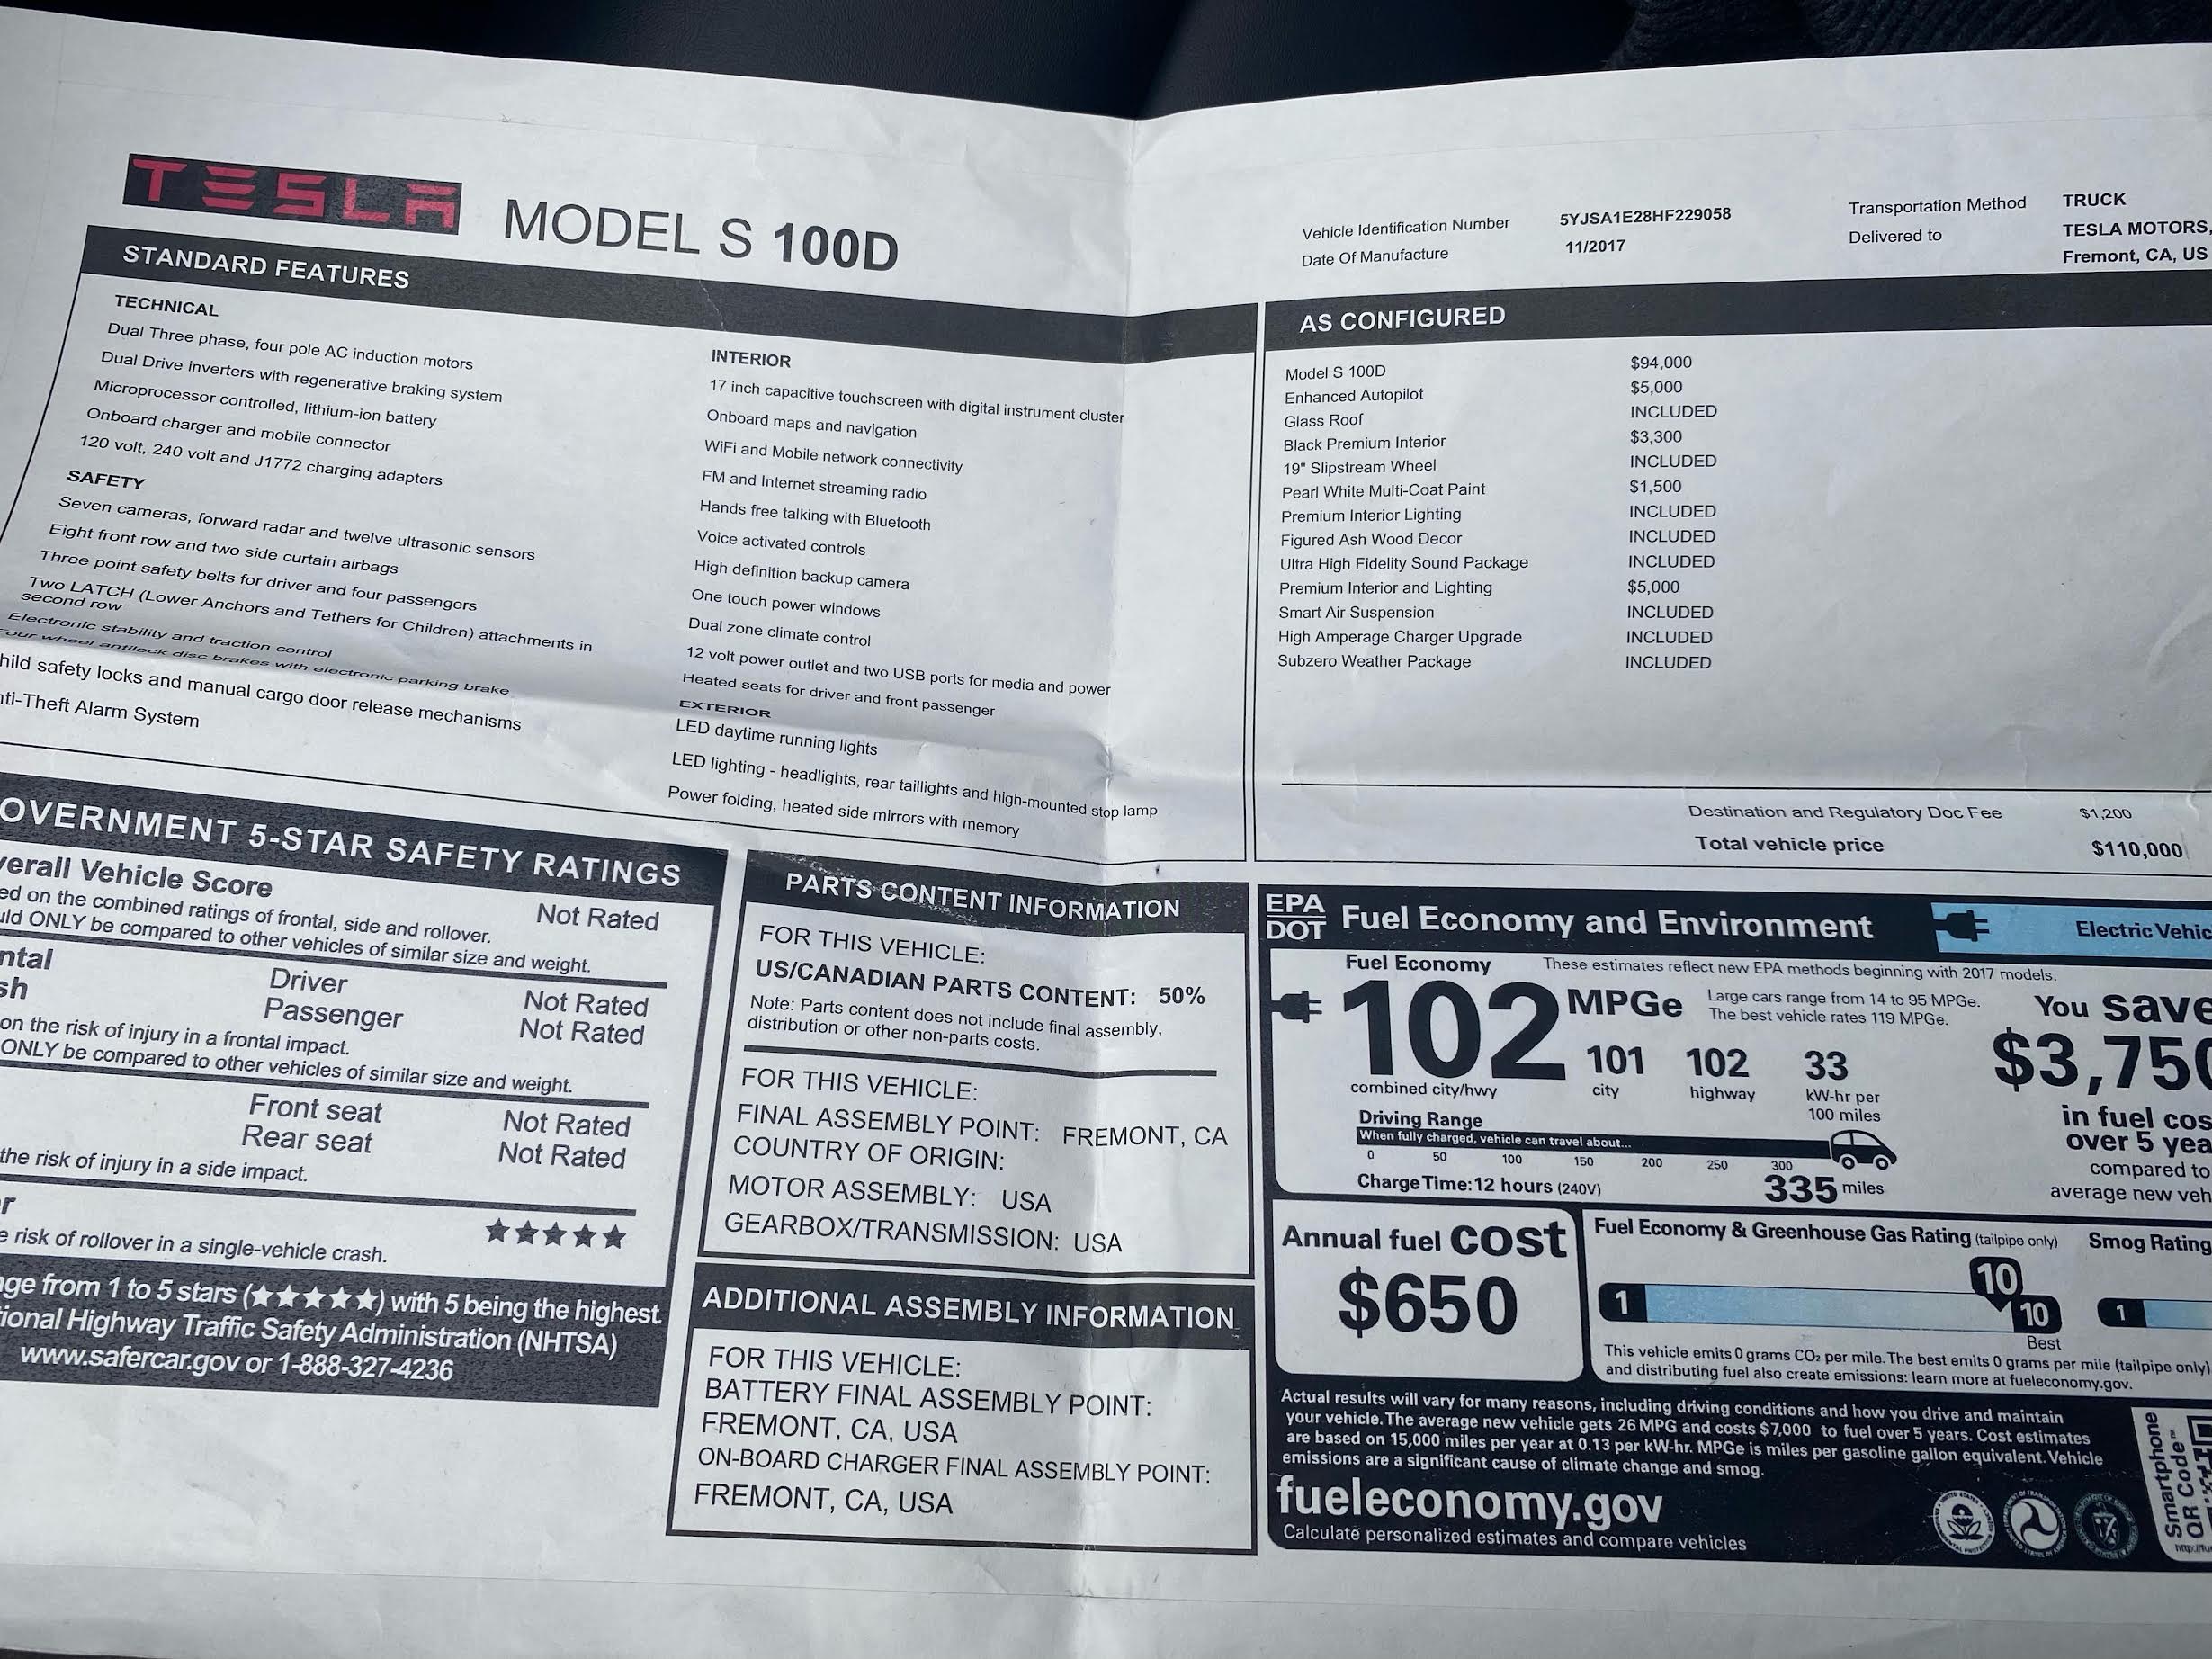 TESLA
MODEL S 100D
Vehicle Identification Number 5YJSA1E28HF229058
Date Of Manufacture 11/2017
Transportation Method TRUCK
Delivered to TESLA MOTORS,
Fremont, CA, US
STANDARD FEATURES
TECHNICAL
Dual Three phase, four pole AC induction motors
Dual Drive inverters with regenerative braking system
Microprocessor controlled, lithium-ion battery
Onboard charger and mobile connector
120 volt, 240 volt and J1772 charging adapters
SAFETY
Seven cameras, forward radar and twelve ultrasonic sensors
Eight front row and two side curtain airbags
Three point safety belts for driver and four passengers
Two LATCH (Lower Anchors and Tethers for Children) attachments in
second row
Electronic stability and traction control
our wheel antilock disc brakes with electronic parking brake
hild safety locks and manual cargo door release mechanisms
nti-Theft Alarm System
INTERIOR
17 inch capacitive touchscreen with digital instrument cluster
Onboard maps and navigation
WiFi and Mobile network connectivity
FM and Internet streaming radio
Hands free talking with Bluetooth
Voice activated controls
High definition backup camera
One touch power windows
Dual zone climate control
12 volt power outlet and two USB ports for media and power
Heated seats for driver and front passenger
EXTERIOR
LED daytime running lights
LED lighting - headlights, rear taillights and high-mounted stop lamp
Power folding, heated side mirrors with memory
AS CONFIGURED
Model S 100D $94,000
Enhanced Autopilot $5,000
Glass Roof INCLUDED
Black Premium Interior $3,300
19" Slipstream Wheel INCLUDED
Pearl White Multi-Coat Paint $1,500
Premium Interior Lighting INCLUDED
Figured Ash Wood Decor INCLUDED
Ultra High Fidelity Sound Package INCLUDED
Premium Interior and Lighting $5,000
Smart Air Suspension INCLUDED
High Amperage Charger Upgrade INCLUDED
Subzero Weather Package INCLUDED
Destination and Regulatory Doc Fee $1,200
Total vehicle price $110,000
OVERNMENT 5-STAR SAFETY RATINGS
verall Vehicle Score Not Rated
ed on the combined ratings of frontal, side and rollover.
uld ONLY be compared to other vehicles of similar size and weight.
ntal Driver Not Rated
sh Passenger Not Rated
on the risk of injury in a frontal impact.
ONLY be compared to other vehicles of similar size and weight.
Front seat Not Rated
Rear seat Not Rated
the risk of injury in a side impact.
r ★★★★★
e risk of rollover in a single-vehicle crash.
nge from 1 to 5 stars (★★★★★) with 5 being the highest.
tional Highway Traffic Safety Administration (NHTSA)
www.safercar.gov or 1-888-327-4236
PARTS CONTENT INFORMATION
FOR THIS VEHICLE:
US/CANADIAN PARTS CONTENT: 50%
Note: Parts content does not include final assembly,
distribution or other non-parts costs.
FOR THIS VEHICLE:
FINAL ASSEMBLY POINT: FREMONT, CA
COUNTRY OF ORIGIN:
MOTOR ASSEMBLY: USA
GEARBOX/TRANSMISSION: USA
ADDITIONAL ASSEMBLY INFORMATION
FOR THIS VEHICLE:
BATTERY FINAL ASSEMBLY POINT:
FREMONT, CA, USA
ON-BOARD CHARGER FINAL ASSEMBLY POINT:
FREMONT, CA, USA
EPA
DOT
Fuel Economy and Environment
Electric Vehic
Fuel Economy
These estimates reflect new EPA methods beginning with 2017 models.
102 MPGe
combined city/hwy
Large cars range from 14 to 95 MPGe.
The best vehicle rates 119 MPGe.
101 102 33
city highway kW-hr per
100 miles
Driving Range
When fully charged, vehicle can travel about...
0 50 100 150 200 250 300
335 miles
Charge Time: 12 hours (240V)
You save
$3,750
in fuel cos
over 5 yea
compared to
average new veh
Annual fuel cost
$650
Fuel Economy & Greenhouse Gas Rating (tailpipe only)
1 10 10
Best
Smog Rating
1
This vehicle emits 0 grams CO₂ per mile. The best emits 0 grams per mile (tailpipe only)
and distributing fuel also create emissions: learn more at fueleconomy.gov.
Actual results will vary for many reasons, including driving conditions and how you drive and maintain
your vehicle. The average new vehicle gets 26 MPG and costs $7,000 to fuel over 5 years. Cost estimates
are based on 15,000 miles per year at 0.13 per kW-hr. MPGe is miles per gasoline gallon equivalent. Vehicle
emissions are a significant cause of climate change and smog.
fueleconomy.gov
Calculate personalized estimates and compare vehicles
Smartphone
QR Code™